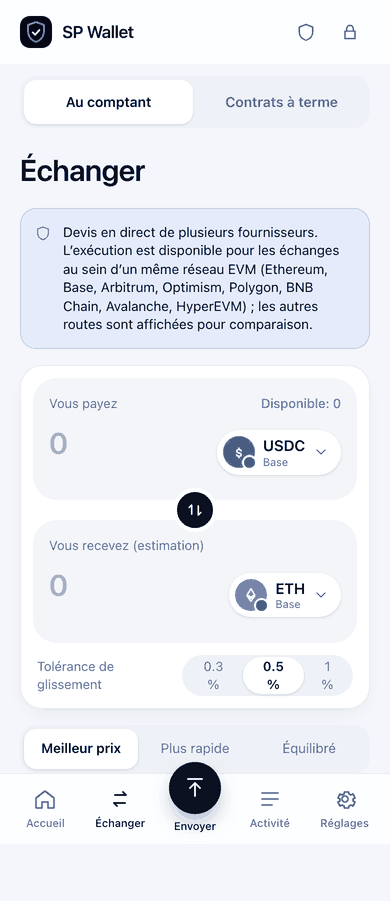 SP Wallet
Au comptant
Contrats à terme
Échanger
Devis en direct de plusieurs fournisseurs.
L'exécution est disponible pour les échanges
au sein d'un même réseau EVM (Ethereum,
Base, Arbitrum, Optimism, Polygon, BNB
Chain, Avalanche, HyperEVM) ; les autres
routes sont affichées pour comparaison.
Vous payez
Disponible: 0
0
$
USDC
Base
Vous recevez (estimation)
0
ETH
Base
Tolérance de
glissement
0.3
%
0.5
%
1
%
Meilleur prix
Plus rapide
Équilibré
Accueil
Échanger
Envoyer
Activité
Réglages